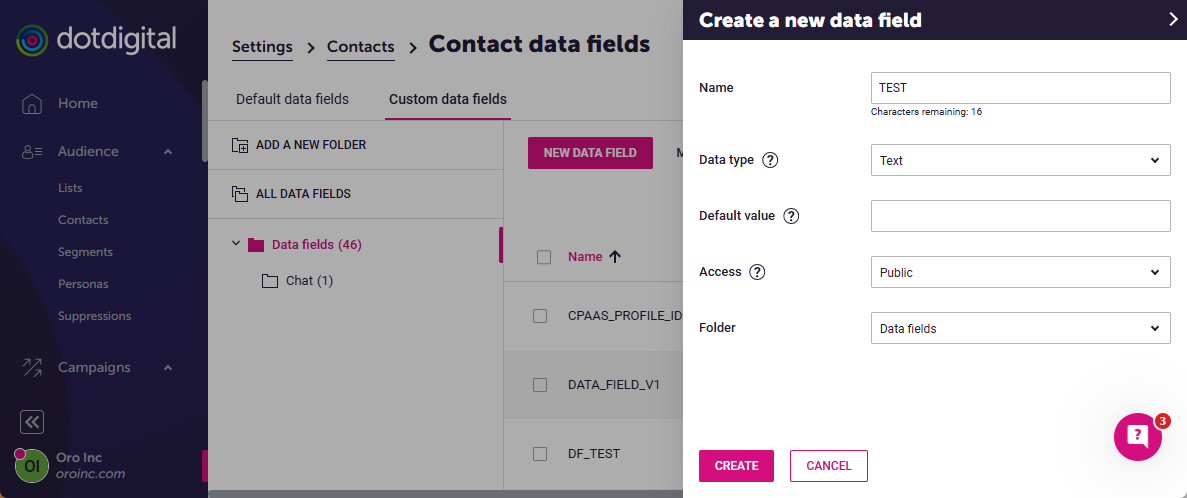 dotdigital
Home
Audience
Lists
Contacts
Segments
Personas
Suppressions
Campaigns
OI
Oro Inc
oroinc.com
Settings > Contacts > Contact data fields
Default data fields
Custom data fields
ADD A NEW FOLDER
ALL DATA FIELDS
Data fields (46)
Chat (1)
NEW DATA FIELD
M
Name
CPAAS_PROFILE_ID
DATA_FIELD_V1
DF_TEST
Create a new data field
Name
TEST
Characters remaining: 16
Data type ?
Text
Default value ?
Access ?
Public
Folder
Data fields
3
?
CREATE
CANCEL